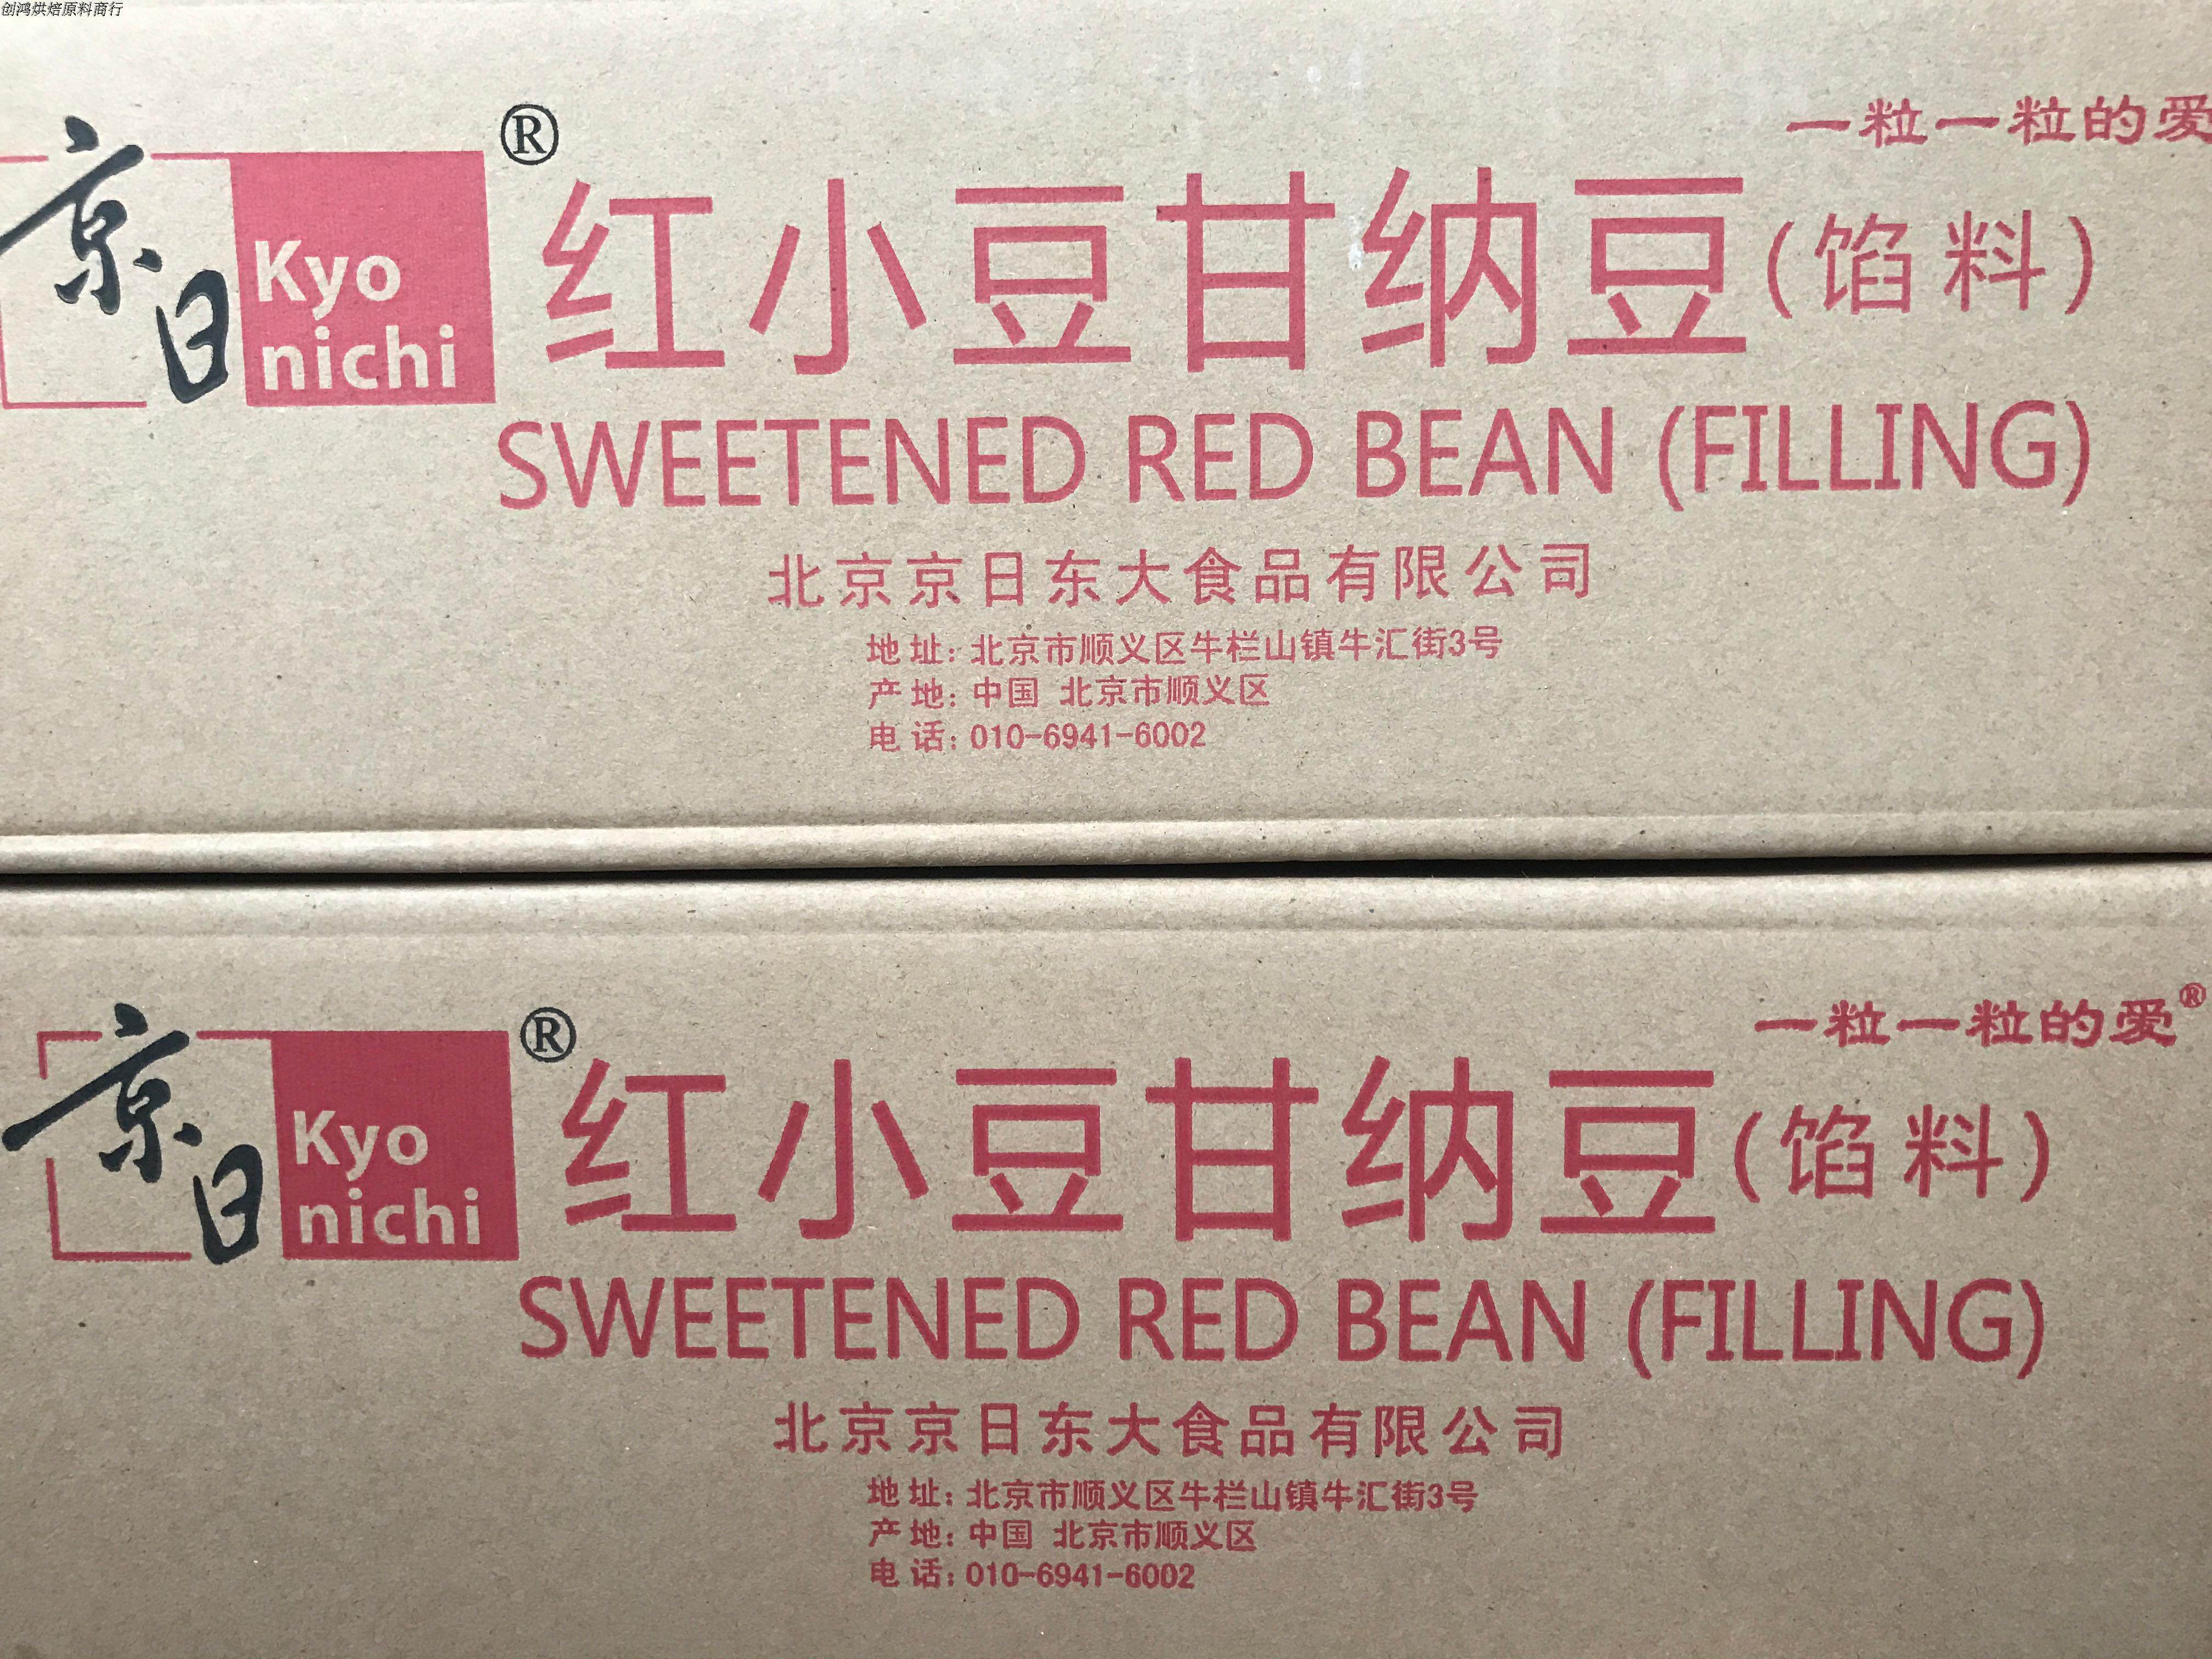 创鸿烘焙原料商行
一粒一粒的爱
京日 Kyo nichi ®
红小豆甘纳豆(馅料)
SWEETENED RED BEAN (FILLING)
北京京日东大食品有限公司
地址: 北京市顺义区牛栏山镇牛汇街3号
产地: 中国 北京市顺义区
电话: 010-6941-6002
一粒一粒的爱®
京日 Kyo nichi ®
红小豆甘纳豆(馅料)
SWEETENED RED BEAN (FILLING)
北京京日东大食品有限公司
地址: 北京市顺义区牛栏山镇牛汇街3号
产地: 中国 北京市顺义区
电话: 010-6941-6002